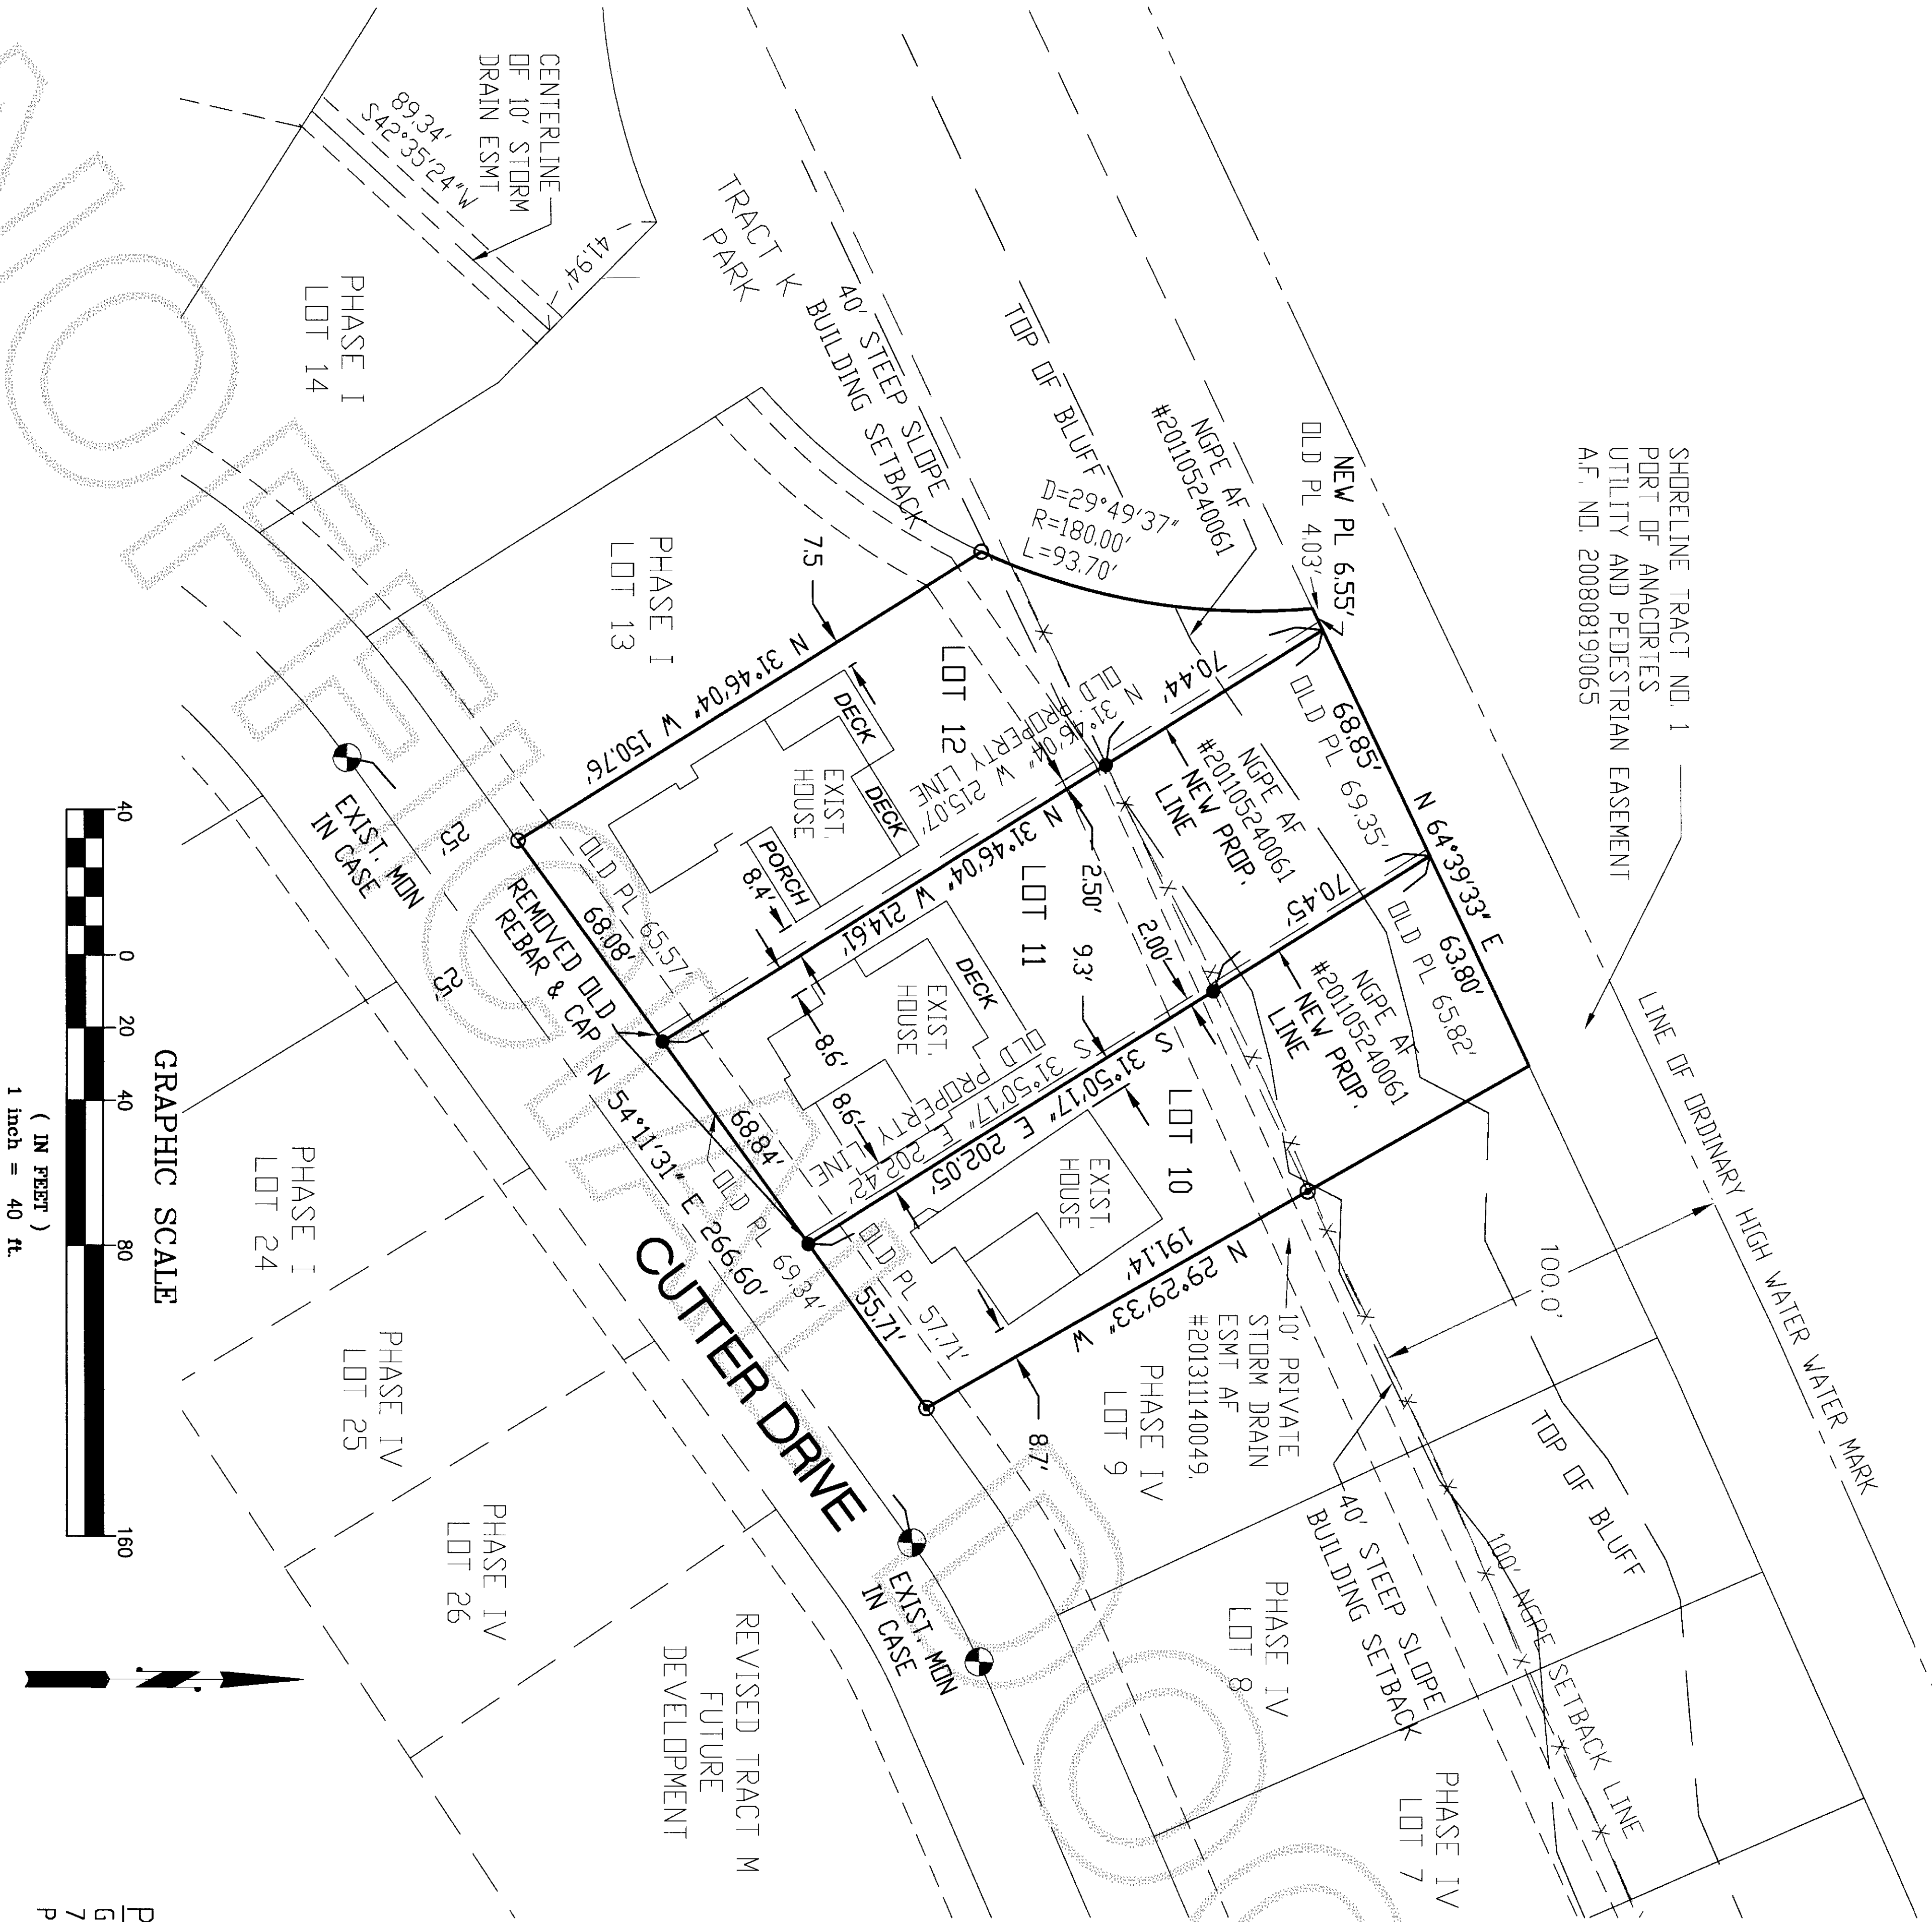 SHORELINE TRACT NO. 1
PORT OF ANACORTES
UTILITY AND PEDESTRIAN EASEMENT
A.F. NO. 200808190065
LINE OF ORDINARY HIGH WATER MARK
NEW PL 6.55'
OLD PL 4.03'
NGPE AF
#201105240061
D=29°49'37"
R=180.00'
L=93.70'
TOP OF BLUFF
40' STEEP SLOPE
BUILDING SETBACK
TRACT K
PARK
CENTERLINE
OF 10' STORM
DRAIN ESMT
89.34'
S42°35'24"W
41.94'
PHASE I
LOT 14
PHASE I
LOT 13
7.5
N 31°46'04" W 150.76'
LOT 12
DECK
DECK
EXIST.
HOUSE
PORCH
8.4'
70.44'
N 31°46'04" W 215.07'
OLD PROPERTY LINE
N 31°46'04" W 214.61'
68.85'
OLD PL 69.35'
N 64°39'33" E
63.80'
OLD PL 65.82'
NGPE AF
#201105240061
NEW PROP.
LINE
70.45'
NGPE AF
#201105240061
NEW PROP.
LINE
2.50'
9.3'
2.00'
LOT 11
DECK
EXIST.
HOUSE
8.6'
8.6'
S 31°50'17" E 202.42'
OLD PROPERTY LINE
S 31°50'17" E 202.05'
LOT 10
EXIST.
HOUSE
N 29°29'33" W
191.14'
8.7'
10' PRIVATE
STORM DRAIN
ESMT AF
#201311140049.
PHASE IV
LOT 9
100.0'
TOP OF BLUFF
100' NGPE SETBACK LINE
40' STEEP SLOPE
BUILDING SETBACK
PHASE IV
LOT 8
PHASE IV
LOT 7
OLD PL 65.57'
68.08'
REMOVED OLD
REBAR & CAP
68.84'
OLD PL 69.34'
N 54°11'31" E 266.60'
OLD PL 57.71'
55.71'
CUTTER DRIVE
EXIST. MON
IN CASE
25'
25'
EXIST. MON
IN CASE
PHASE I
LOT 24
PHASE IV
LOT 25
PHASE IV
LOT 26
REVISED TRACT M
FUTURE
DEVELOPMENT
GRAPHIC SCALE
40 0 20 40 80 160
( IN FEET )
1 inch = 40 ft.
P
G
7
P